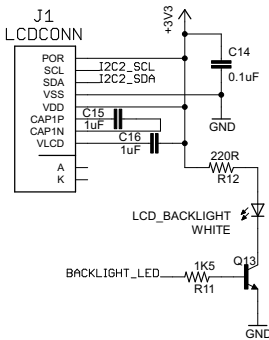 J1
LCDCONN
+3V3
POR
SCL I2C2_SCL
SDA I2C2_SDA
VSS
VDD
CAP1P
CAP1N
VLCD
A
K
C14
0.1uF
GND
C15
1uF
C16
1uF
220R
R12
LCD_BACKLIGHT
WHITE
BACKLIGHT_LED
1K5
R11
Q13
GND